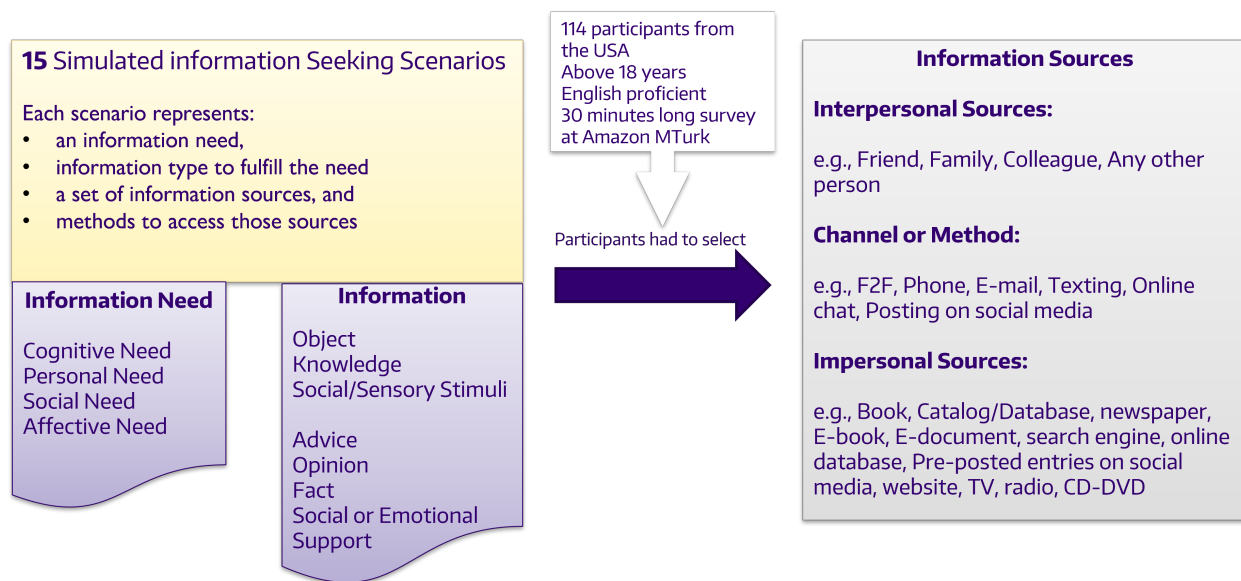 15 Simulated information Seeking Scenarios
Each scenario represents:
• an information need,
• information type to fulfill the need
• a set of information sources, and
• methods to access those sources
Information Need
Cognitive Need
Personal Need
Social Need
Affective Need
Information
Object
Knowledge
Social/Sensory Stimuli
Advice
Opinion
Fact
Social or Emotional
Support
114 participants from
the USA
Above 18 years
English proficient
30 minutes long survey
at Amazon MTurk
Participants had to select
Information Sources
Interpersonal Sources:
e.g., Friend, Family, Colleague, Any other
person
Channel or Method:
e.g., F2F, Phone, E-mail, Texting, Online
chat, Posting on social media
Impersonal Sources:
e.g., Book, Catalog/Database, newspaper,
E-book, E-document, search engine, online
database, Pre-posted entries on social
media, website, TV, radio, CD-DVD